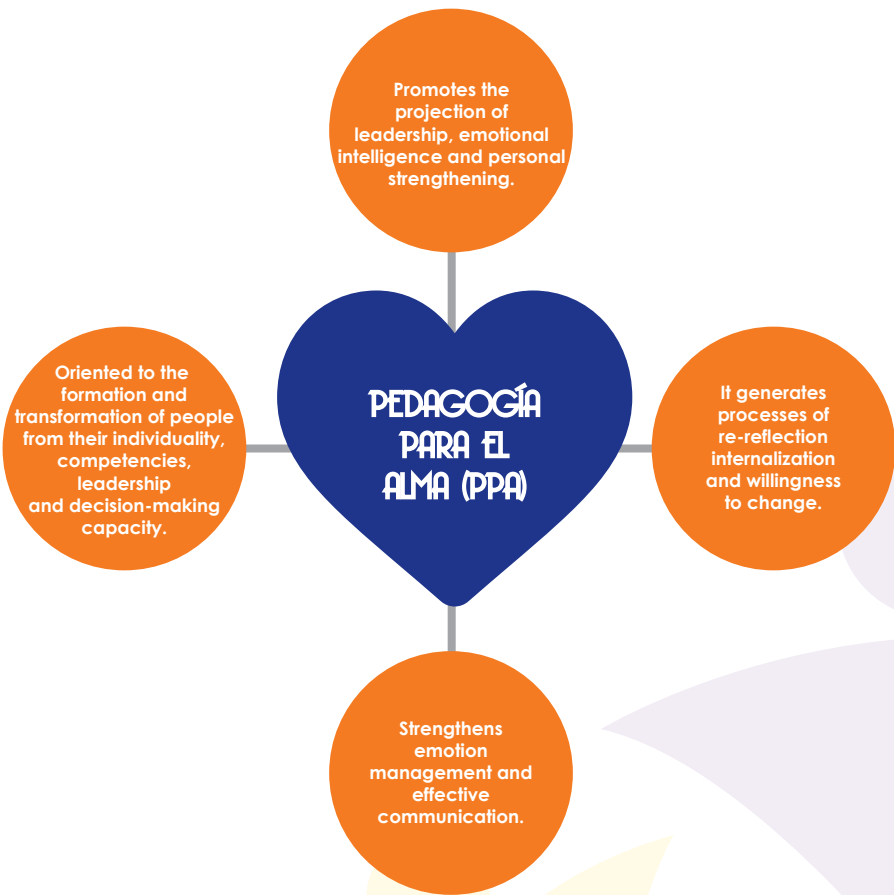 Promotes the
projection of
leadership, emotional
intelligence and personal
strengthening.
Oriented to the
formation and
transformation of people
from their individuality,
competencies,
leadership
and decision-making
capacity.
PEDAGOGÍA
PARA EL
ALMA (PPA)
It generates
processes of
re-reflection
internalization
and willingness
to change.
Strengthens
emotion
management and
effective
communication.